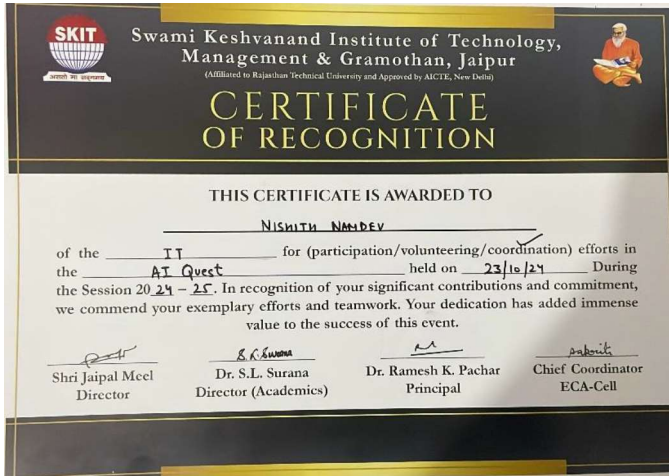 SKIT
असतो मा सद्गमय
Swami Keshvanand Institute of Technology,
Management & Gramothan, Jaipur
(Affiliated to Rajasthan Technical University and Approved by AICTE, New Delhi)
CERTIFICATE
OF RECOGNITION
THIS CERTIFICATE IS AWARDED TO
NISHITH NAMDEV
of the IT for (participation/volunteering/coordination) efforts in
the AI Quest held on 23/10/24 During
the Session 20 24 – 25. In recognition of your significant contributions and commitment,
we commend your exemplary efforts and teamwork. Your dedication has added immense
value to the success of this event.
S.L. Surana
Shri Jaipal Meel Dr. S.L. Surana Dr. Ramesh K. Pachar Chief Coordinator
Director Director (Academics) Principal ECA-Cell